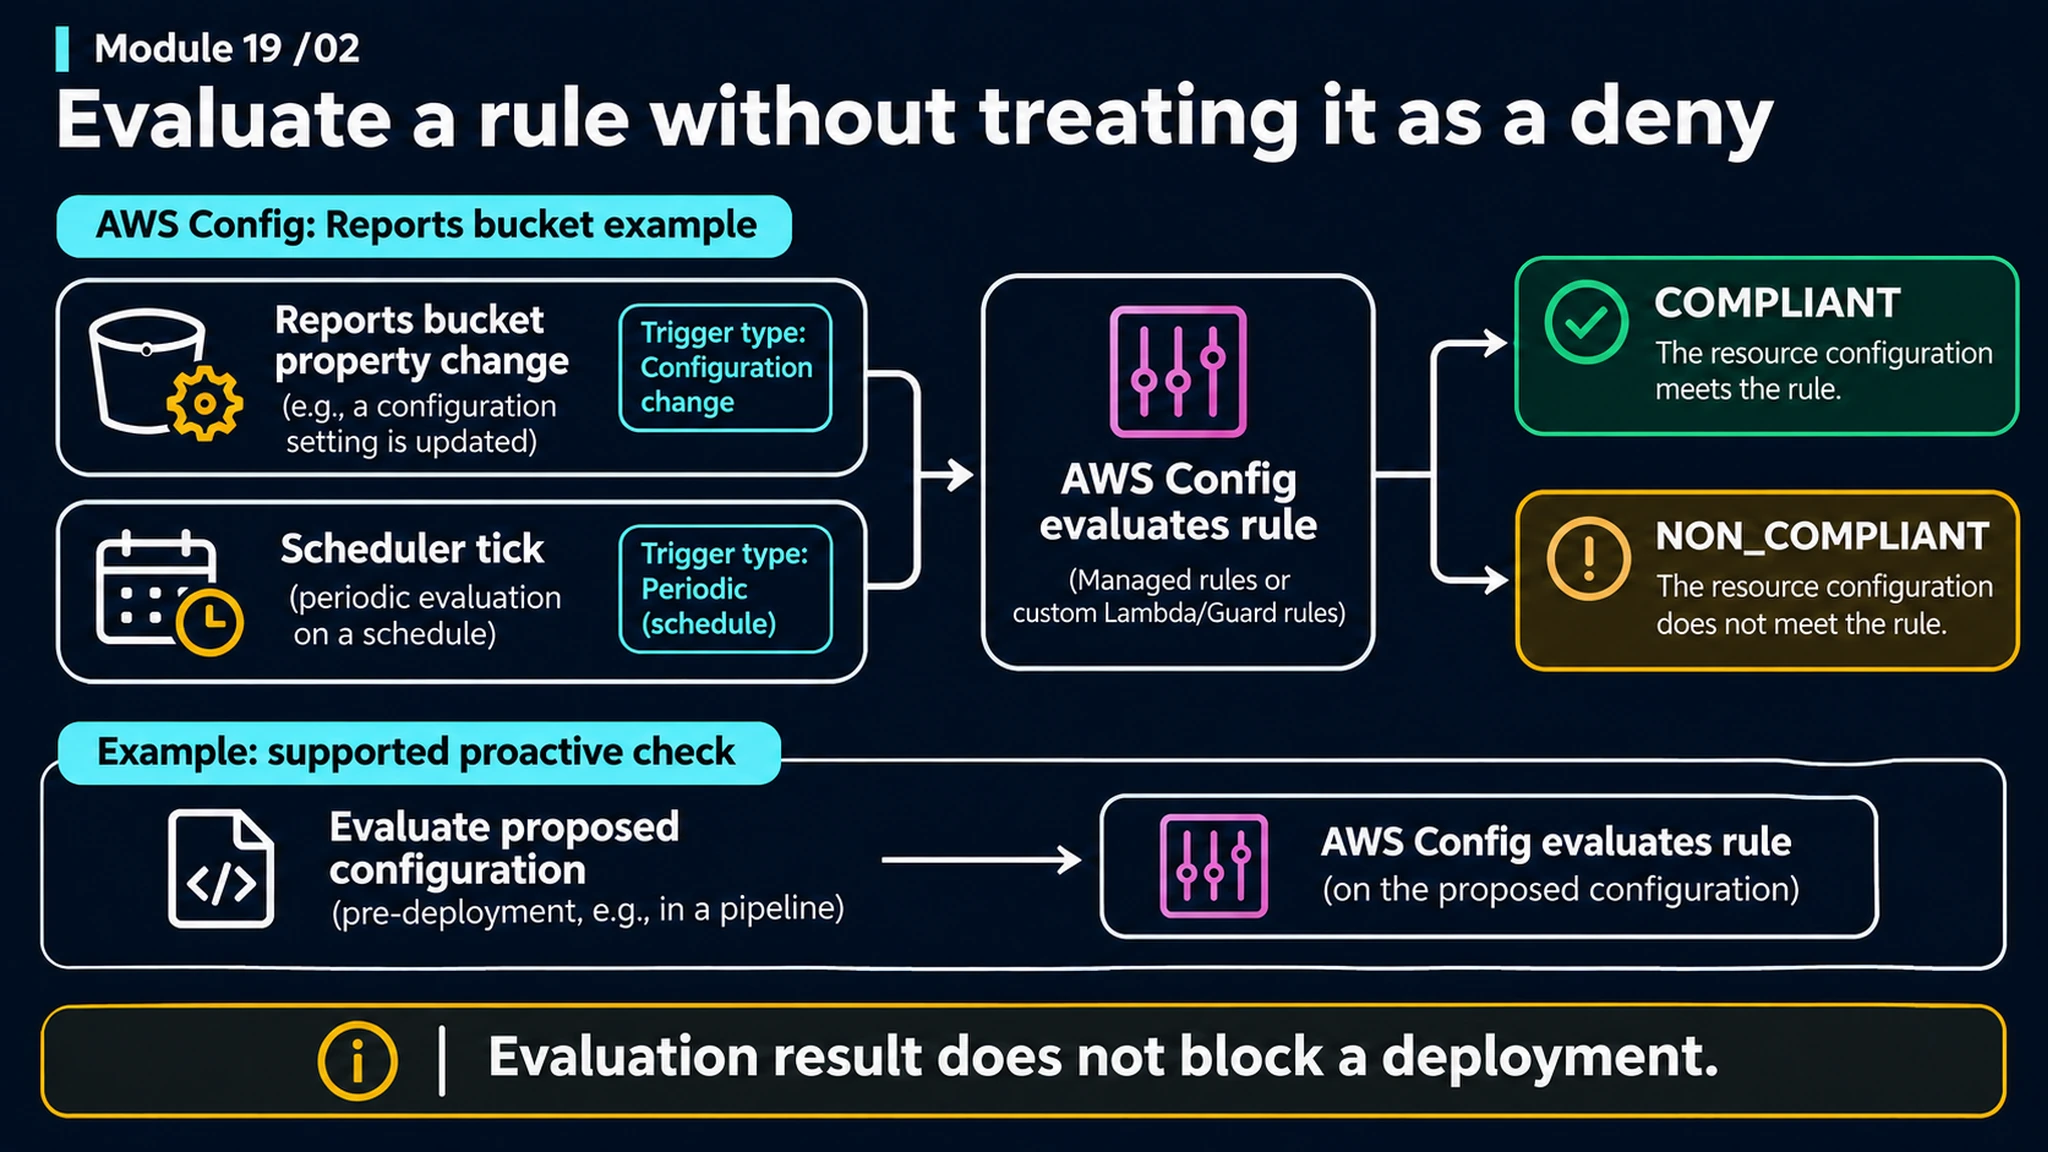 Module 19 /02
Evaluate a rule without treating it as a deny
AWS Config: Reports bucket example
Reports bucket
property change
(e.g., a configuration
setting is updated)
Trigger type:
Configuration
change
Scheduler tick
(periodic evaluation
on a schedule)
Trigger type:
Periodic
(schedule)
AWS Config
evaluates rule
(Managed rules or
custom Lambda/Guard rules)
COMPLIANT
The resource configuration
meets the rule.
NON_COMPLIANT
The resource configuration
does not meet the rule.
Example: supported proactive check
Evaluate proposed
configuration
(pre-deployment, e.g., in a pipeline)
AWS Config evaluates rule
(on the proposed configuration)
Evaluation result does not block a deployment.